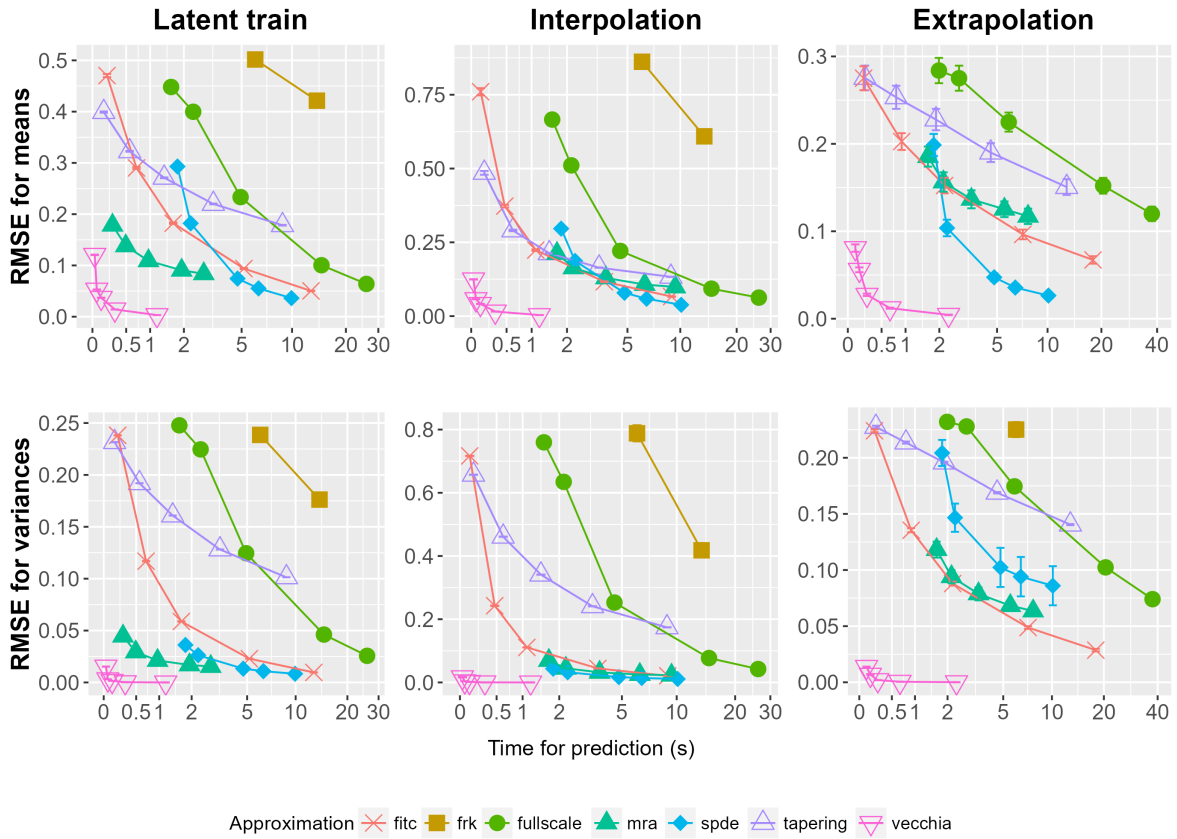 Latent train Interpolation Extrapolation
RMSE for means
0.5
0.4
0.3
0.2
0.1
0.0
0 0.5 1 2 5 10 20 30
0.75
0.50
0.25
0.00
0 0.5 1 2 5 10 20 30
0.3
0.2
0.1
0.0
0 0.5 1 2 5 10 20 40
RMSE for variances
0.25
0.20
0.15
0.10
0.05
0.00
0 0.5 1 2 5 10 20 30
0.8
0.6
0.4
0.2
0.0
0 0.5 1 2 5 10 20 30
0.20
0.15
0.10
0.05
0.00
0 0.5 1 2 5 10 20 40
Time for prediction (s)
Approximation fitc frk fullscale mra spde tapering vecchia